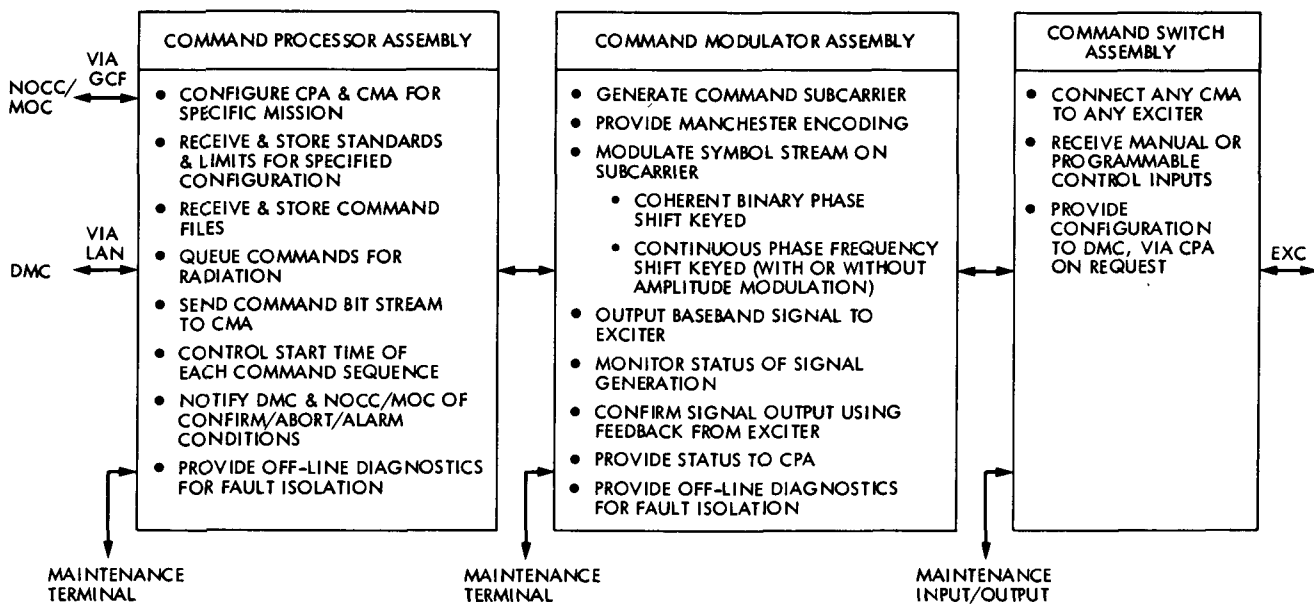 VIA
GCF
NOCC/
MOC
VIA
LAN
DMC
COMMAND PROCESSOR ASSEMBLY
• CONFIGURE CPA & CMA FOR
SPECIFIC MISSION
• RECEIVE & STORE STANDARDS
& LIMITS FOR SPECIFIED
CONFIGURATION
• RECEIVE & STORE COMMAND
FILES
• QUEUE COMMANDS FOR
RADIATION
• SEND COMMAND BIT STREAM
TO CMA
• CONTROL START TIME OF
EACH COMMAND SEQUENCE
• NOTIFY DMC & NOCC/MOC OF
CONFIRM/ABORT/ALARM
CONDITIONS
• PROVIDE OFF-LINE DIAGNOSTICS
FOR FAULT ISOLATION
MAINTENANCE
TERMINAL
COMMAND MODULATOR ASSEMBLY
• GENERATE COMMAND SUBCARRIER
• PROVIDE MANCHESTER ENCODING
• MODULATE SYMBOL STREAM ON
SUBCARRIER
• COHERENT BINARY PHASE
SHIFT KEYED
• CONTINUOUS PHASE FREQUENCY
SHIFT KEYED (WITH OR WITHOUT
AMPLITUDE MODULATION)
• OUTPUT BASEBAND SIGNAL TO
EXCITER
• MONITOR STATUS OF SIGNAL
GENERATION
• CONFIRM SIGNAL OUTPUT USING
FEEDBACK FROM EXCITER
• PROVIDE STATUS TO CPA
• PROVIDE OFF-LINE DIAGNOSTICS
FOR FAULT ISOLATION
MAINTENANCE
TERMINAL
COMMAND SWITCH
ASSEMBLY
• CONNECT ANY CMA
TO ANY EXCITER
• RECEIVE MANUAL OR
PROGRAMMABLE
CONTROL INPUTS
• PROVIDE
CONFIGURATION
TO DMC, VIA CPA
ON REQUEST
EXC
MAINTENANCE
INPUT/OUTPUT